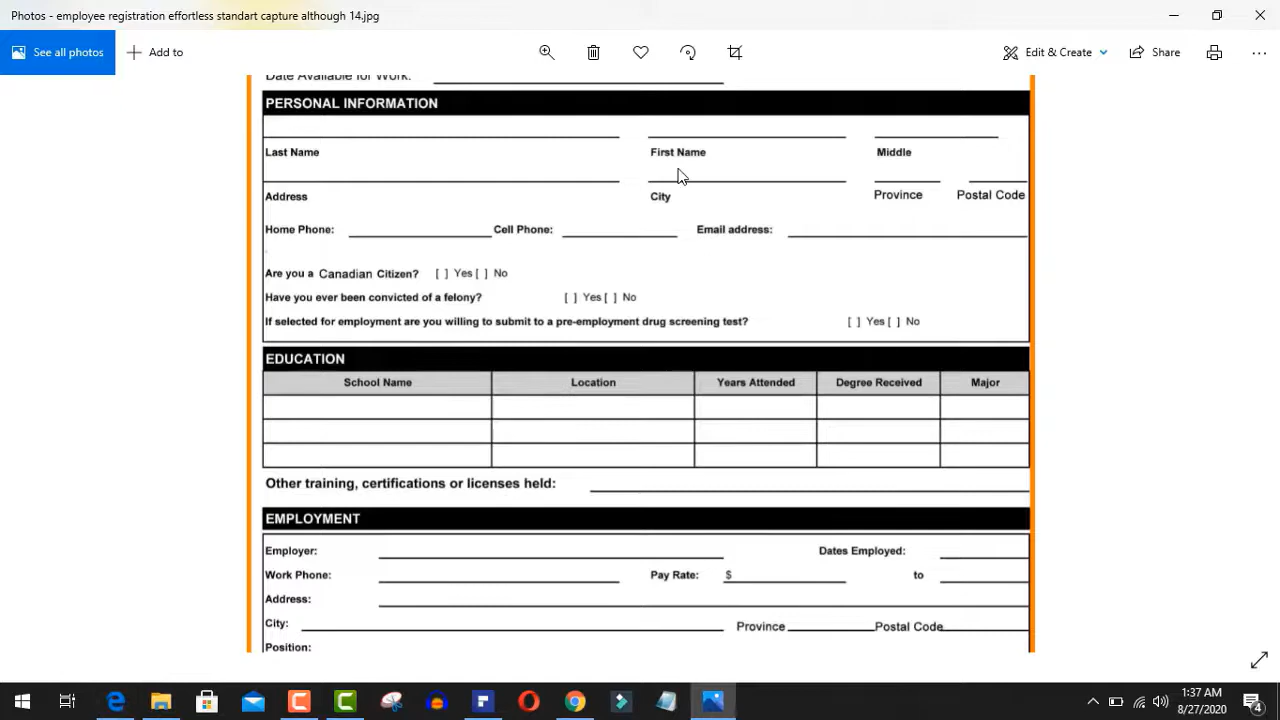 Photos - employee registration effortless standart capture although 14.jpg
See all photos Add to Edit & Create Share
Date Available for Work:
PERSONAL INFORMATION
Last Name First Name Middle
Address City Province Postal Code
Home Phone: Cell Phone: Email address:
Are you a Canadian Citizen? [ ] Yes [ ] No
Have you ever been convicted of a felony? [ ] Yes [ ] No
If selected for employment are you willing to submit to a pre-employment drug screening test? [ ] Yes [ ] No
EDUCATION
School Name Location Years Attended Degree Received Major
Other training, certifications or licenses held:
EMPLOYMENT
Employer: Dates Employed:
Work Phone: Pay Rate: $ to
Address:
City: Province Postal Code
Position:
1:37 AM
8/27/2020
4